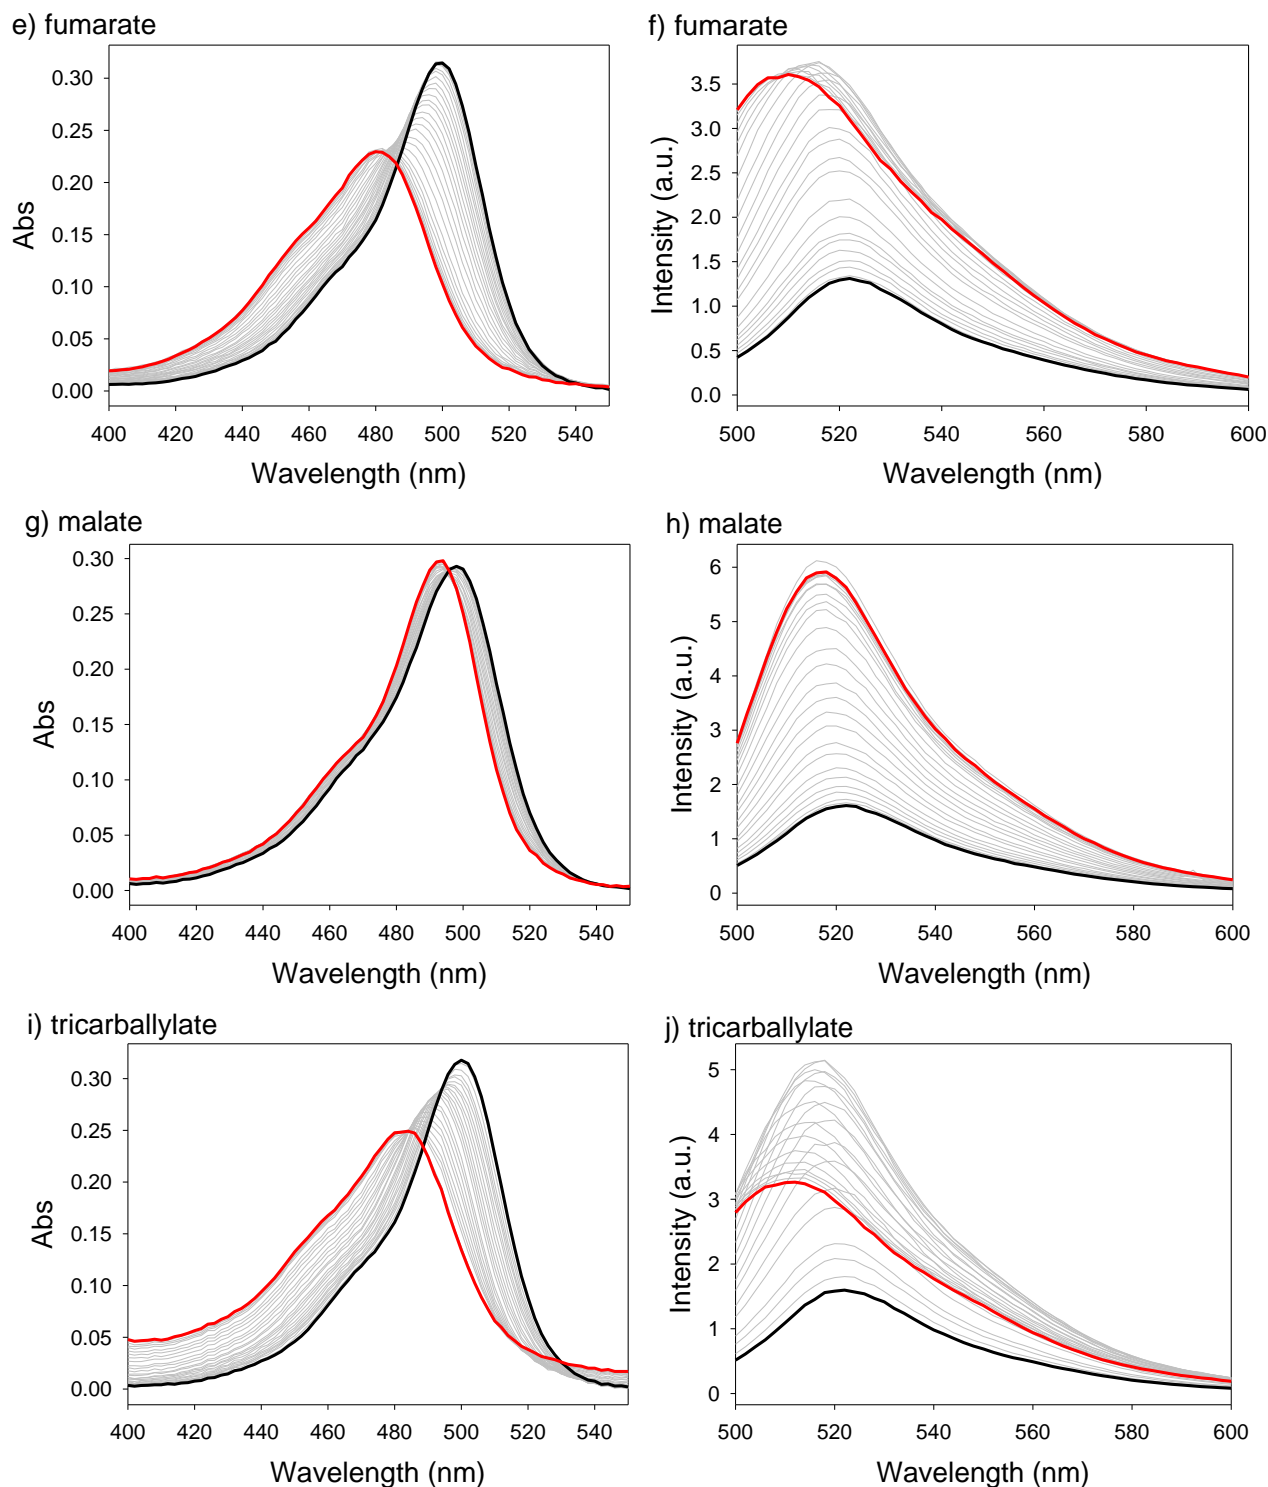 e) fumarate
0.30
0.25
0.20
0.15
0.10
0.05
0.00
Abs
400 420 440 460 480 500 520 540
Wavelength (nm)
f) fumarate
3.5
3.0
2.5
2.0
1.5
1.0
0.5
0.0
Intensity (a.u.)
500 520 540 560 580 600
Wavelength (nm)
g) malate
0.30
0.25
0.20
0.15
0.10
0.05
0.00
Abs
400 420 440 460 480 500 520 540
Wavelength (nm)
h) malate
6
5
4
3
2
1
0
Intensity (a.u.)
500 520 540 560 580 600
Wavelength (nm)
i) tricarballylate
0.30
0.25
0.20
0.15
0.10
0.05
0.00
Abs
400 420 440 460 480 500 520 540
Wavelength (nm)
j) tricarballylate
5
4
3
2
1
0
Intensity (a.u.)
500 520 540 560 580 600
Wavelength (nm)